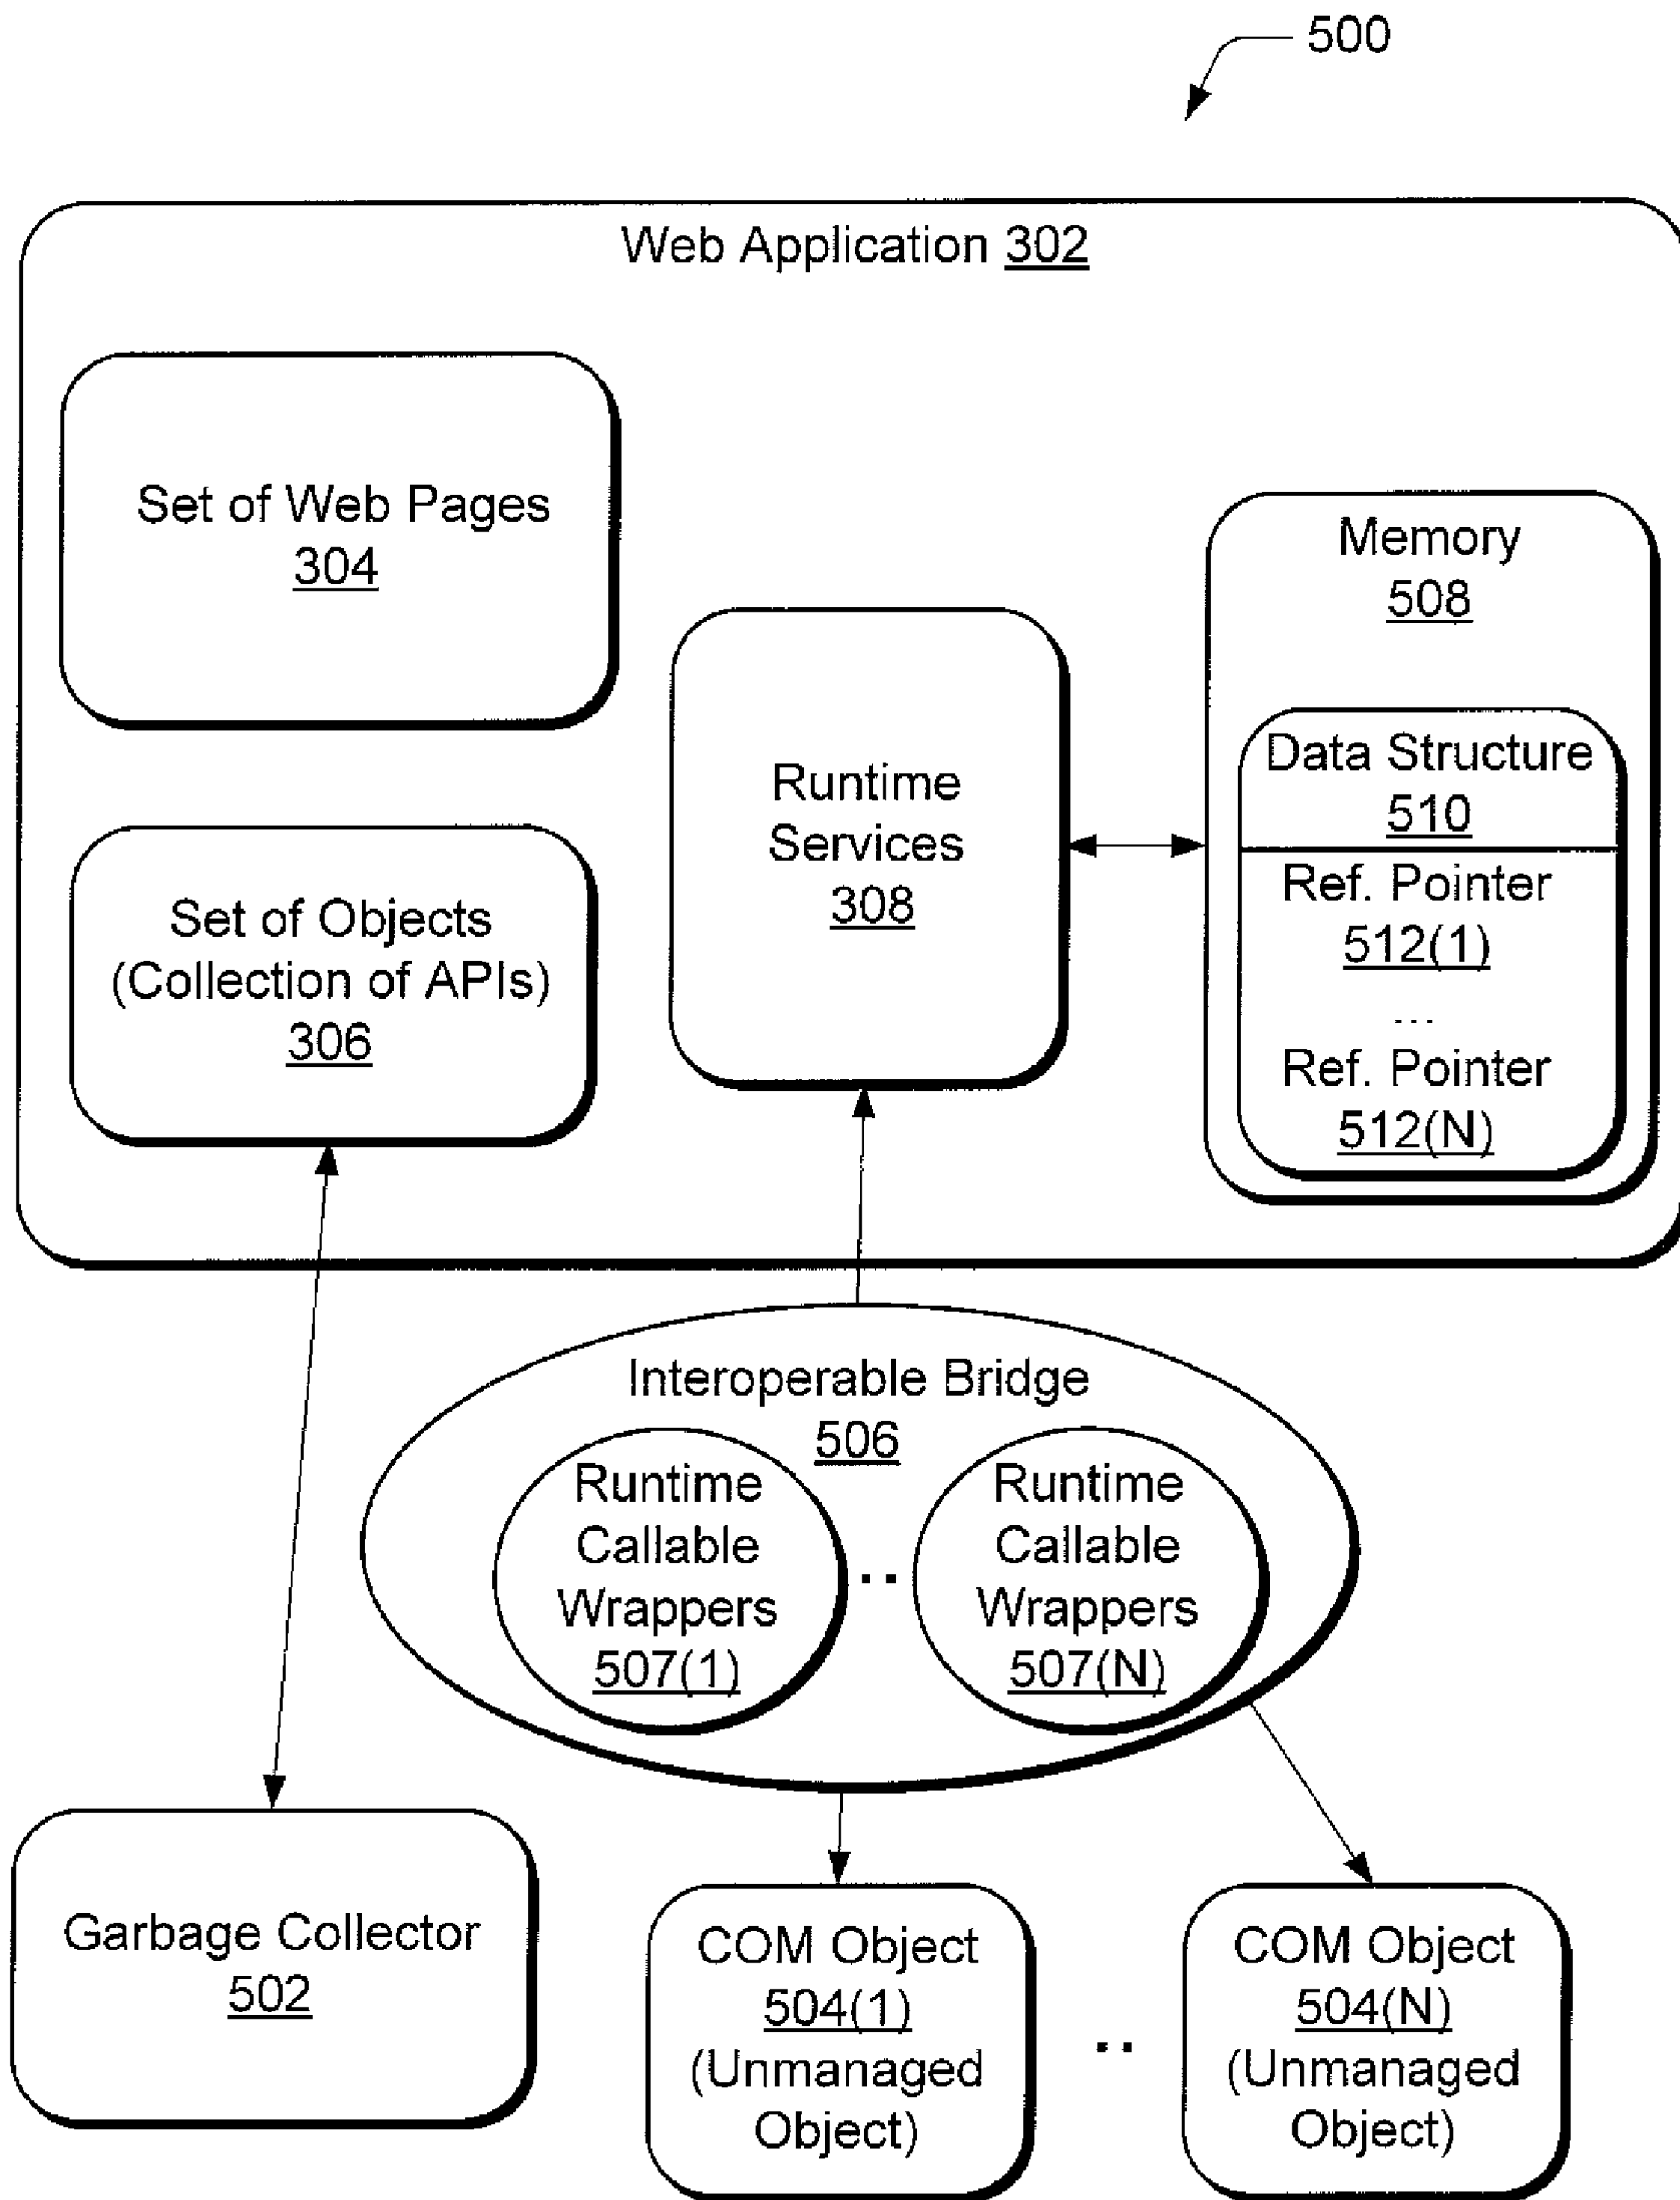 500
Web Application 302
Set of Web Pages
304
Memory
508
Data Structure
510
Ref. Pointer
512(1)
...
Ref. Pointer
512(N)
Runtime
Services
308
Set of Objects
(Collection of APIs)
306
Interoperable Bridge
506
Runtime
Callable
Wrappers
507(1)
..
Runtime
Callable
Wrappers
507(N)
Garbage Collector
502
COM Object
504(1)
(Unmanaged
Object)
..
COM Object
504(N)
(Unmanaged
Object)